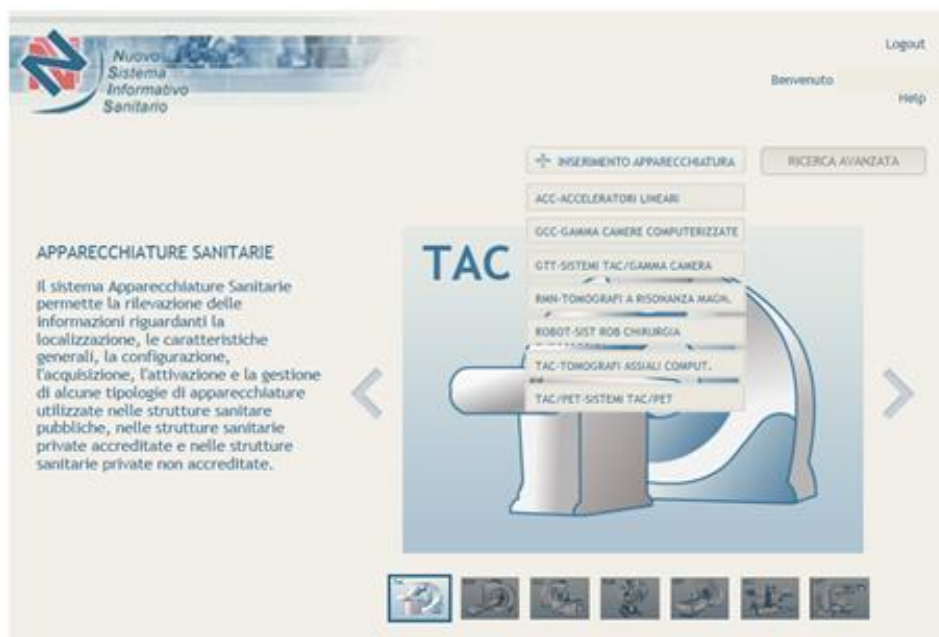 Nuovo
Sistema
Informativo
Sanitario
Logout
Benvenuto
Help
INSERIMENTO APPARECCHIATURA
RICERCA AVANZATA
ACC-ACCELERATORI LINEARI
GCC-GAMMA CAMERE COMPUTERIZZATE
GTT-SISTEMI TAC/GAMMA CAMERA
RMN-TOMOGRAFI A RISONANZA MAGN.
ROBOT-SIST ROB CHIRURGIA
TAC-TOMOGRAFI ASSIALI COMPUT.
TAC/PET-SISTEMI TAC/PET
APPARECCHIATURE SANITARIE
Il sistema Apparecchiature Sanitarie
permette la rilevazione delle
informazioni riguardanti la
localizzazione, le caratteristiche
generali, la configurazione,
l'acquisizione, l'attivazione e la gestione
di alcune tipologie di apparecchiature
utilizzate nelle strutture sanitare
pubbliche, nelle strutture sanitarie
private accreditate e nelle strutture
sanitarie private non accreditate.
TAC